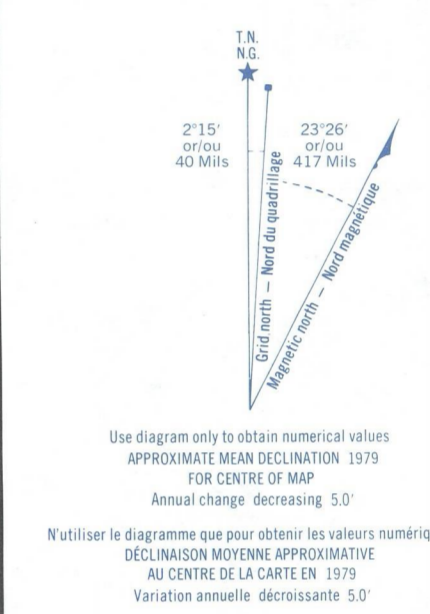 T.N.
N.G.
2°15′
or/ou
40 Mils
23°26′
or/ou
417 Mils
Grid north – Nord du quadrillage
Magnetic north – Nord magnétique
Use diagram only to obtain numerical values
APPROXIMATE MEAN DECLINATION 1979
FOR CENTRE OF MAP
Annual change decreasing 5.0′
N'utiliser le diagramme que pour obtenir les valeurs numériq
DÉCLINAISON MOYENNE APPROXIMATIVE
AU CENTRE DE LA CARTE EN 1979
Variation annuelle décroissante 5.0′